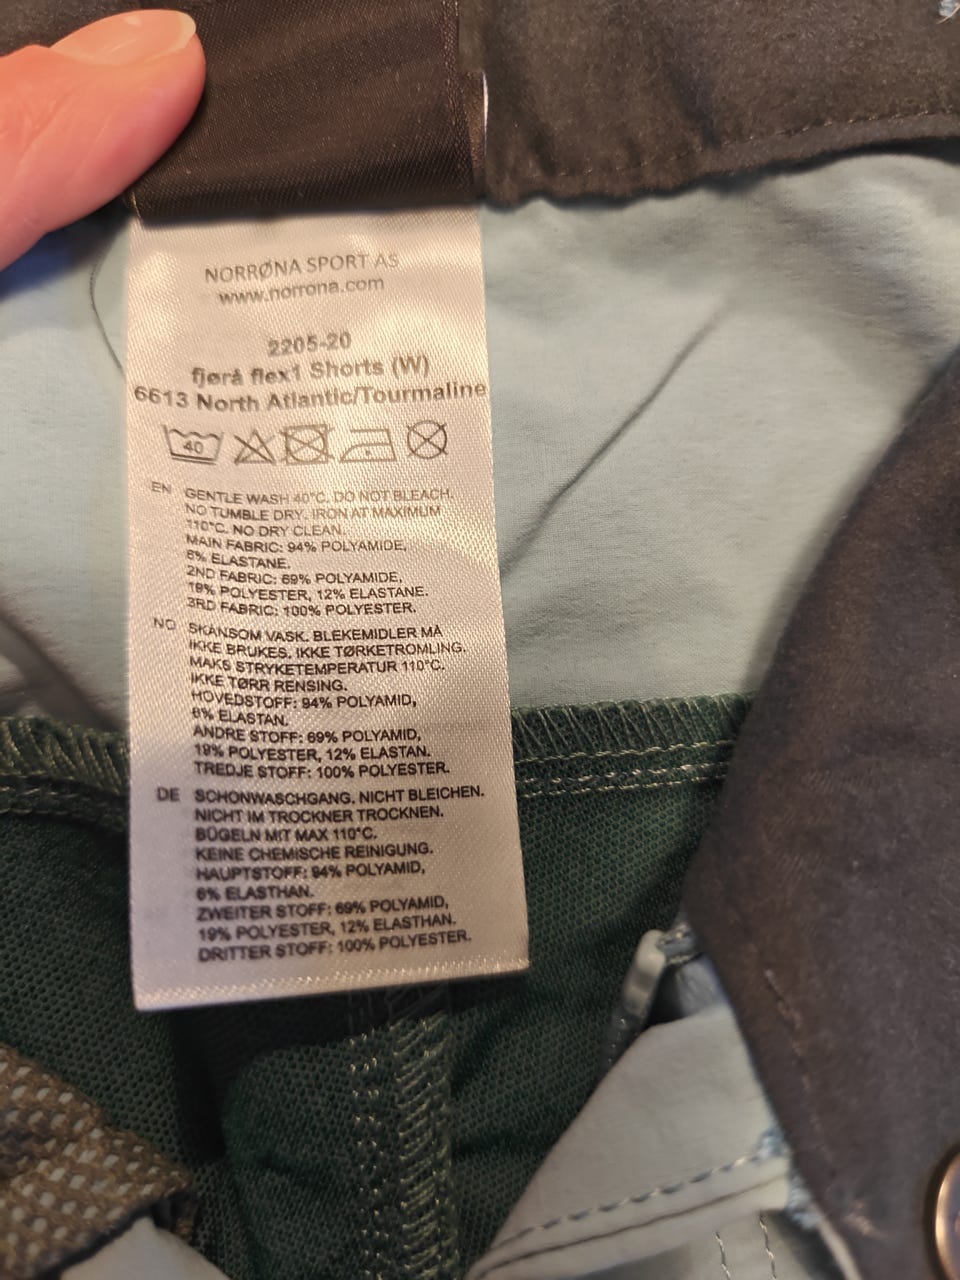 NORRØNA SPORT AS
www.norrona.com
2205-20
fjørå flex1 Shorts (W)
6613 North Atlantic/Tourmaline
40
EN GENTLE WASH 40°C. DO NOT BLEACH.
NO TUMBLE DRY. IRON AT MAXIMUM
110°C. NO DRY CLEAN.
MAIN FABRIC: 94% POLYAMIDE,
6% ELASTANE.
2ND FABRIC: 69% POLYAMIDE,
19% POLYESTER, 12% ELASTANE.
3RD FABRIC: 100% POLYESTER.
NO SKÅNSOM VASK. BLEKEMIDLER MÅ
IKKE BRUKES. IKKE TØRKETROMLING.
MAKS STRYKETEMPERATUR 110°C.
IKKE TØRR RENSING.
HOVEDSTOFF: 94% POLYAMID,
6% ELASTAN.
ANDRE STOFF: 69% POLYAMID,
19% POLYESTER, 12% ELASTAN.
TREDJE STOFF: 100% POLYESTER.
DE SCHONWASCHGANG. NICHT BLEICHEN.
NICHT IM TROCKNER TROCKNEN.
BÜGELN MIT MAX 110°C.
KEINE CHEMISCHE REINIGUNG.
HAUPTSTOFF: 94% POLYAMID,
6% ELASTHAN.
ZWEITER STOFF: 69% POLYAMID,
19% POLYESTER, 12% ELASTHAN.
DRITTER STOFF: 100% POLYESTER.